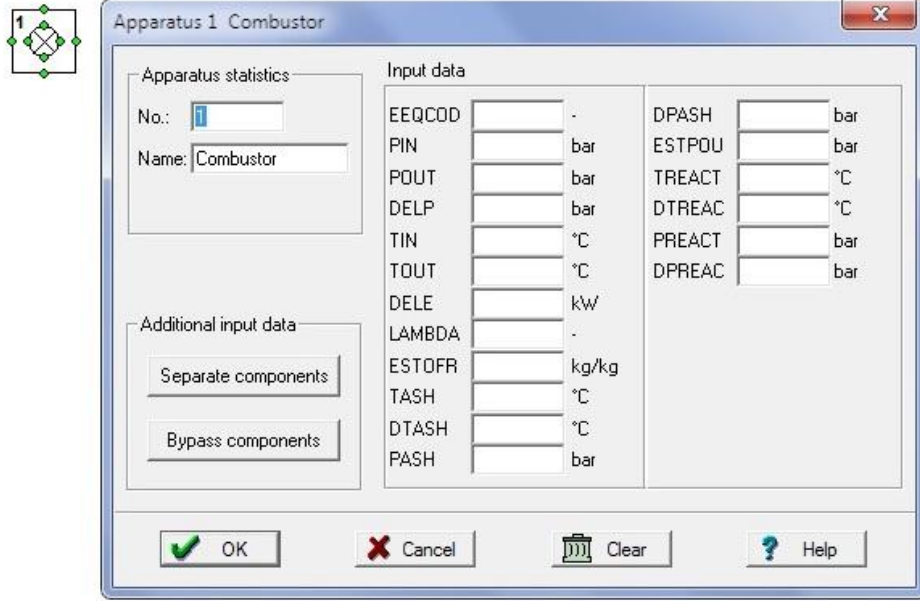 1
Apparatus 1 Combustor
Apparatus statistics
No.: 1
Name: Combustor
Additional input data
Separate components
Bypass components
Input data
EEQCOD -
PIN bar
POUT bar
DELP bar
TIN °C
TOUT °C
DELE kW
LAMBDA -
ESTOFR kg/kg
TASH °C
DTASH °C
PASH bar
DPASH bar
ESTPOU bar
TREACT °C
DTREAC °C
PREACT bar
DPREAC bar
OK Cancel Clear Help